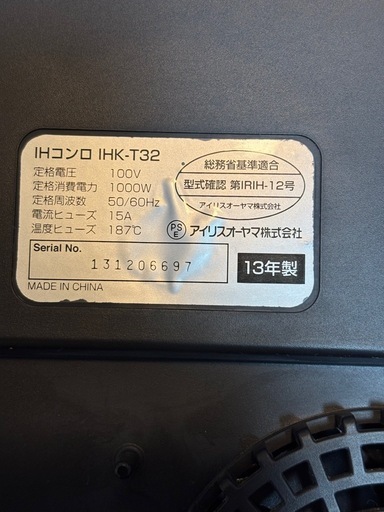 IHコンロ IHK-T32
定格電圧 100V
定格消費電力 1000W
定格周波数 50/60Hz
電流ヒューズ 15A
温度ヒューズ 187℃
総務省基準適合
型式確認 第IRIH-12号
アイリスオーヤマ株式会社
PSE アイリスオーヤマ株式会社
Serial No.
131206697
13年製
MADE IN CHINA